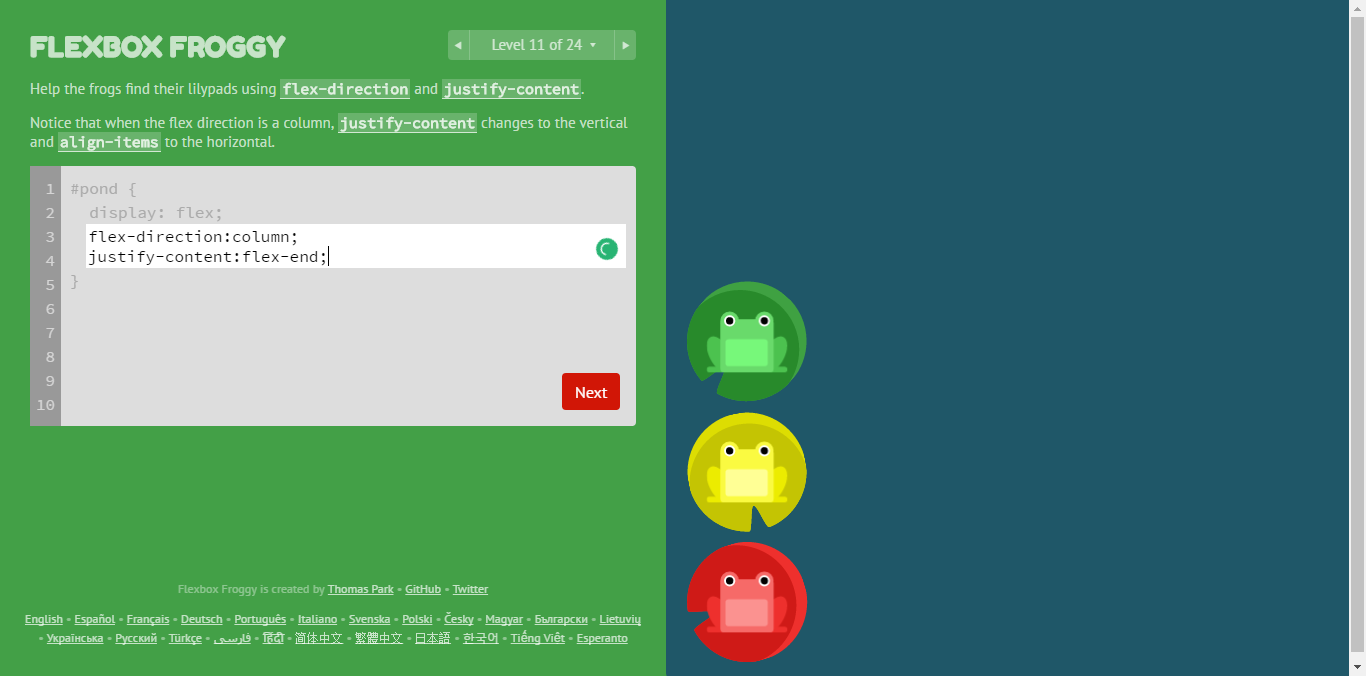 FLEXBOX FROGGY
◀ Level 11 of 24 ▾ ▶
Help the frogs find their lilypads using flex-direction and justify-content.
Notice that when the flex direction is a column, justify-content changes to the vertical
and align-items to the horizontal.
1 #pond {
2 display: flex;
3 flex-direction:column;
4 justify-content:flex-end;
5 }
6
7
8
9
10
Next
Flexbox Froggy is created by Thomas Park • GitHub • Twitter
English • Español • Français • Deutsch • Português • Italiano • Svenska • Polski • Česky • Magyar • Български • Lietuvių
• Українська • Русский • Türkçe • فارسی • हिंदी • 简体中文 • 繁體中文 • 日本語 • 한국어 • Tiếng Việt • Esperanto